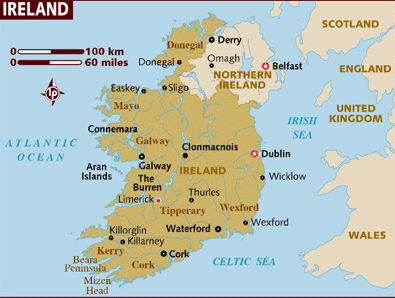 IRELAND
SCOTLAND
Donegal
Derry
0 100 km
0 60 miles
Omagh
Belfast
Donegal
NORTHERN
IRELAND
ENGLAND
Easkey
Sligo
LP
Mayo
UNITED
KINGDOM
IRISH
SEA
Connemara
Galway
Clonmacnois
ATLANTIC
OCEAN
Dublin
Aran
Islands
Galway
The
Burren
IRELAND
Wicklow
Limerick
Thurles
Tipperary
Wexford
WALES
Killorglin
Waterford
Wexford
Killarney
Kerry
Beara
Peninsula
Cork
Cork
CELTIC SEA
Mizen
Head